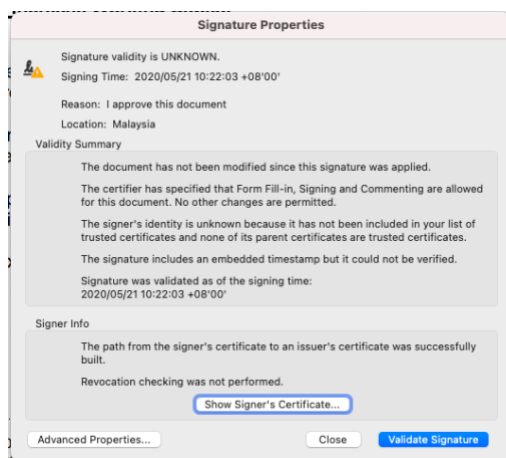 Signature Properties
Signature validity is UNKNOWN.
Signing Time: 2020/05/21 10:22:03 +08'00'
Reason: I approve this document
Location: Malaysia
Validity Summary
The document has not been modified since this signature was applied.
The certifier has specified that Form Fill-in, Signing and Commenting are allowed
for this document. No other changes are permitted.
The signer's identity is unknown because it has not been included in your list of
trusted certificates and none of its parent certificates are trusted certificates.
The signature includes an embedded timestamp but it could not be verified.
Signature was validated as of the signing time:
2020/05/21 10:22:03 +08'00'
Signer Info
The path from the signer's certificate to an issuer's certificate was successfully
built.
Revocation checking was not performed.
Show Signer's Certificate...
Advanced Properties...
Close
Validate Signature